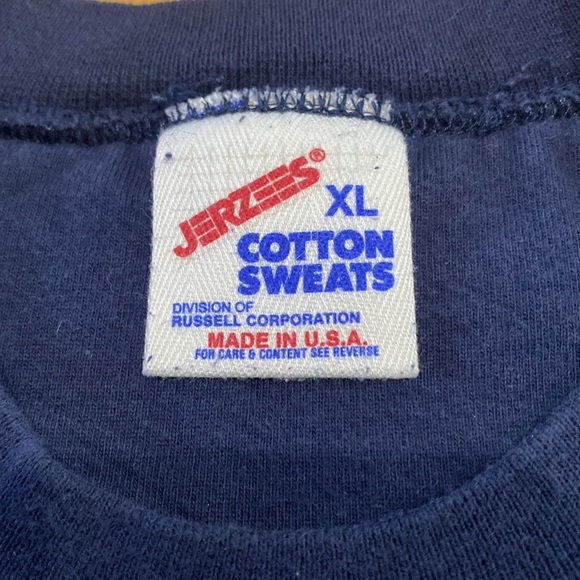 JERZEES®
XL
COTTON
SWEATS
DIVISION OF
RUSSELL CORPORATION
MADE IN U.S.A.
FOR CARE & CONTENT SEE REVERSE